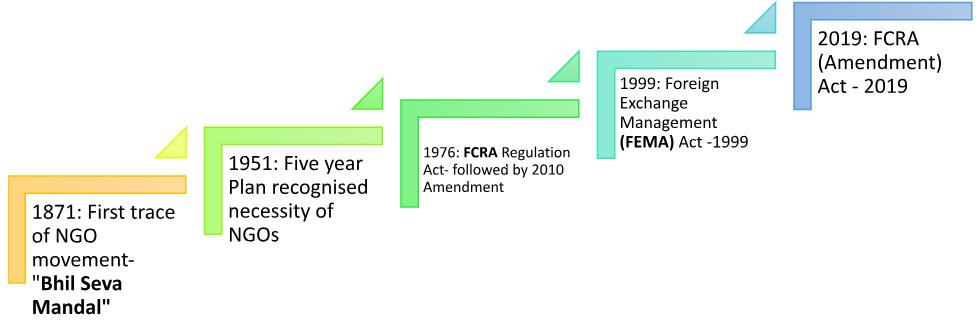 1871: First trace
of NGO
movement-
"Bhil Seva
Mandal"
1951: Five year
Plan recognised
necessity of
NGOs
1976: FCRA Regulation
Act- followed by 2010
Amendment
1999: Foreign
Exchange
Management
(FEMA) Act -1999
2019: FCRA
(Amendment)
Act - 2019